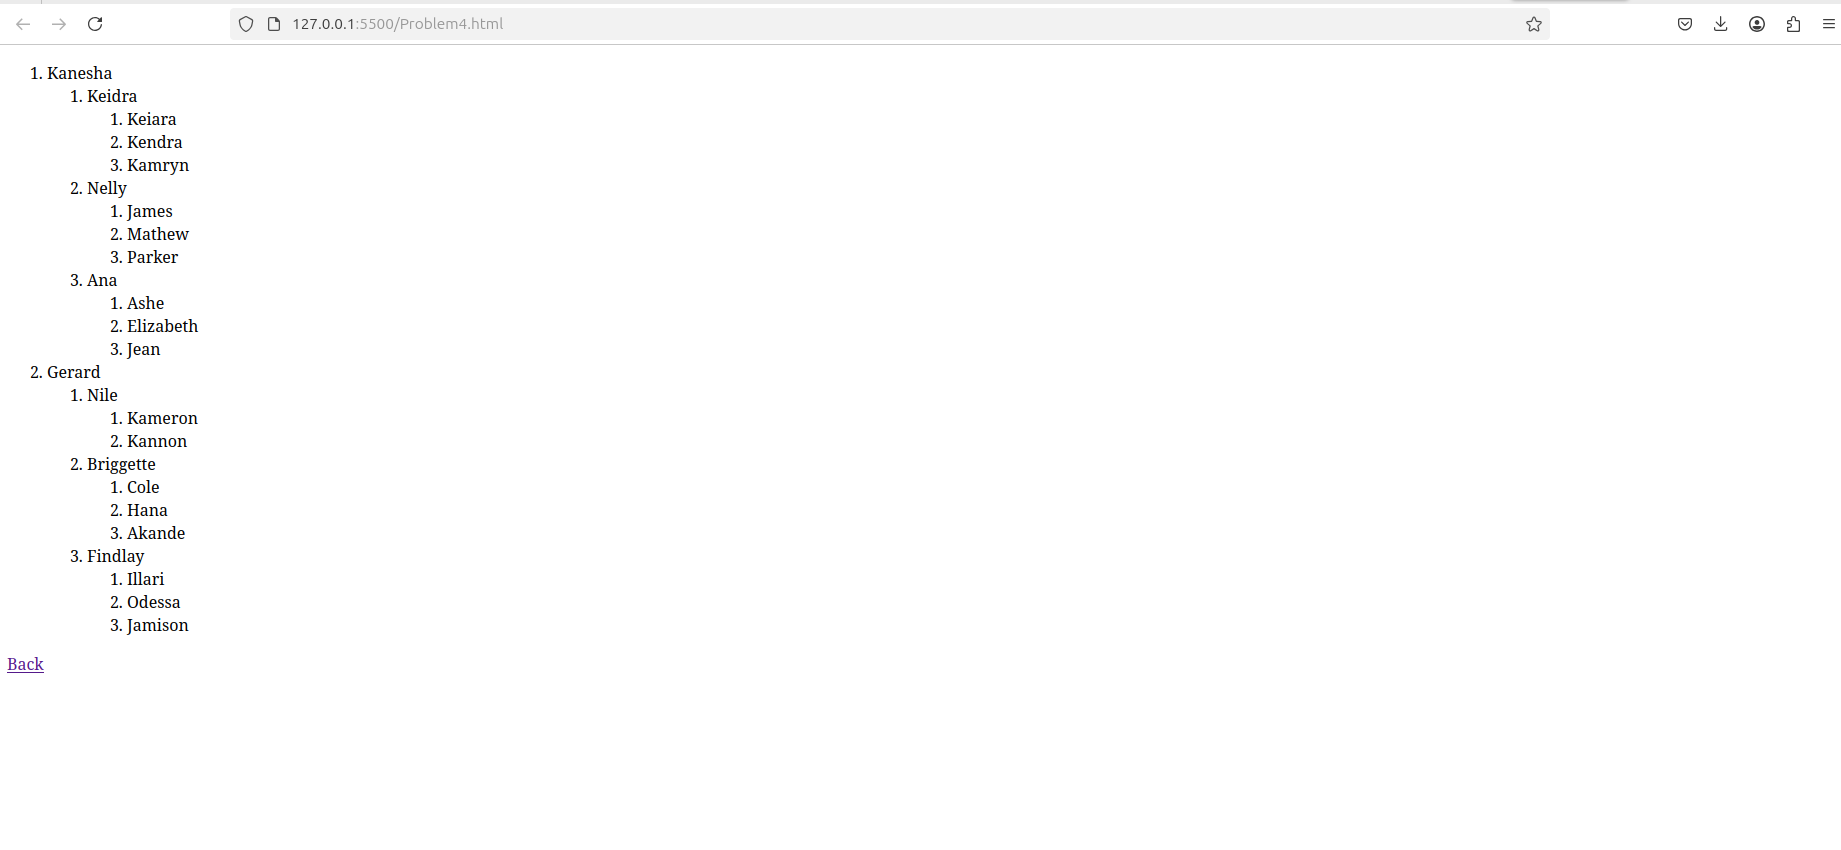 127.0.0.1:5500/Problem4.html
1. Kanesha
1. Keidra
1. Keiara
2. Kendra
3. Kamryn
2. Nelly
1. James
2. Mathew
3. Parker
3. Ana
1. Ashe
2. Elizabeth
3. Jean
2. Gerard
1. Nile
1. Kameron
2. Kannon
2. Briggette
1. Cole
2. Hana
3. Akande
3. Findlay
1. Illari
2. Odessa
3. Jamison
Back